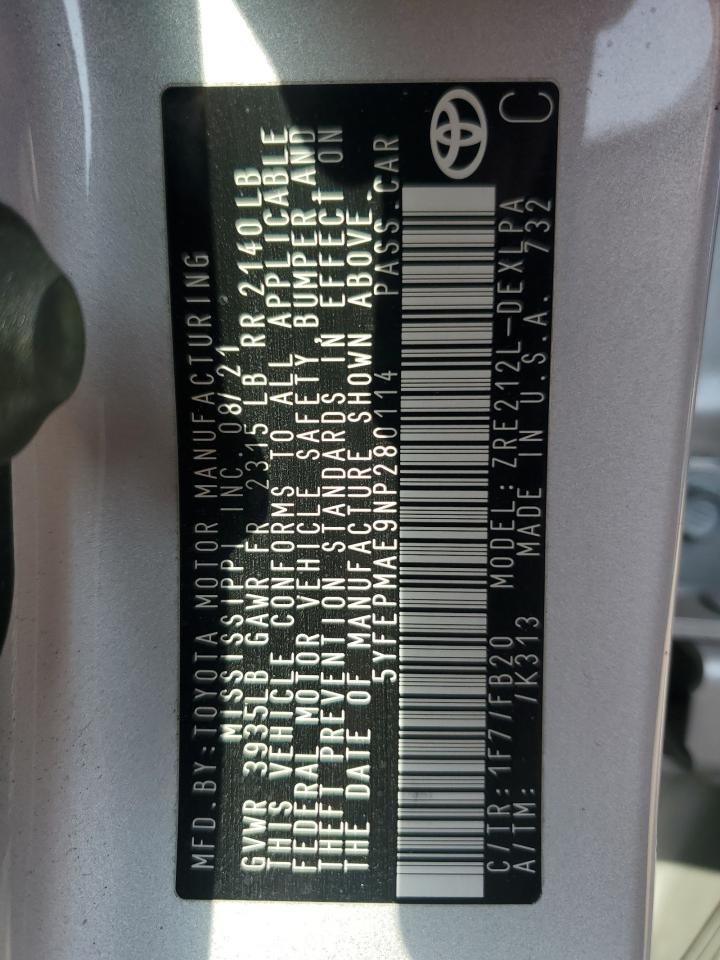 MFD.BY:TOYOTA MOTOR MANUFACTURING
MISSISSIPPI INC. 08/21
GVWR 3935LB GAWR FR 2315LB RR 2140LB
THIS VEHICLE CONFORMS TO ALL APPLICABLE
FEDERAL MOTOR VEHICLE SAFETY, BUMPER AND
THEFT PREVENTION STANDARDS IN EFFECT ON
THE DATE OF MANUFACTURE SHOWN ABOVE.
5YFEPMAE9NP280114 PASS.CAR
C/TR:1F7/FB20 MODEL:ZRE212L-DEXLPA
A/TM: /K313 MADE IN U.S.A. 732
C